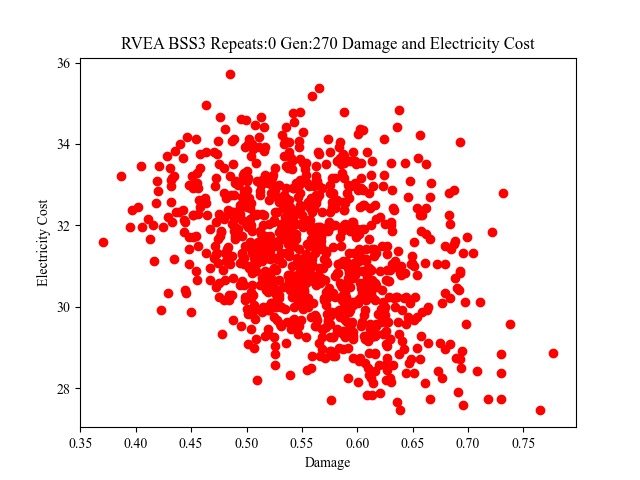 RVEA BSS3 Repeats:0 Gen:270 Damage and Electricity Cost
36
34
32
30
28
Electricity Cost
0.35 0.40 0.45 0.50 0.55 0.60 0.65 0.70 0.75
Damage